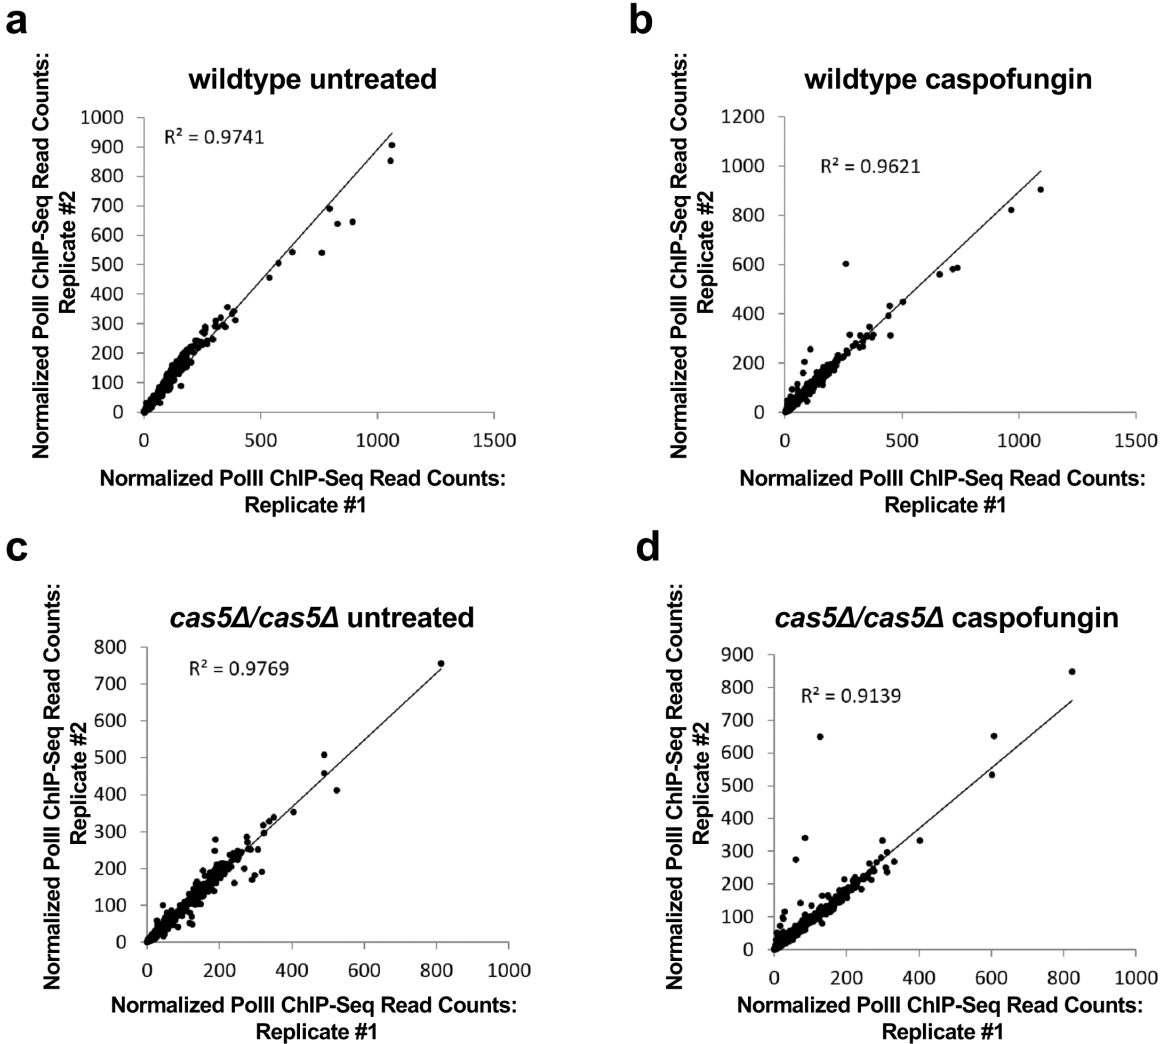 a
wildtype untreated
Normalized PolII ChIP-Seq Read Counts:
Replicate #2
R² = 0.9741
1000
900
800
700
600
500
400
300
200
100
0
0 500 1000 1500
Normalized PolII ChIP-Seq Read Counts:
Replicate #1
b
wildtype caspofungin
Normalized PolII ChIP-Seq Read Counts:
Replicate #2
R² = 0.9621
1200
1000
800
600
400
200
0
0 500 1000 1500
Normalized PolII ChIP-Seq Read Counts:
Replicate #1
c
cas5Δ/cas5Δ untreated
Normalized PolII ChIP-Seq Read Counts:
Replicate #2
R² = 0.9769
800
700
600
500
400
300
200
100
0
0 200 400 600 800 1000
Normalized PolII ChIP-Seq Read Counts:
Replicate #1
d
cas5Δ/cas5Δ caspofungin
Normalized PolII ChIP-Seq Read Counts:
Replicate #2
R² = 0.9139
900
800
700
600
500
400
300
200
100
0
0 200 400 600 800 1000
Normalized PolII ChIP-Seq Read Counts:
Replicate #1